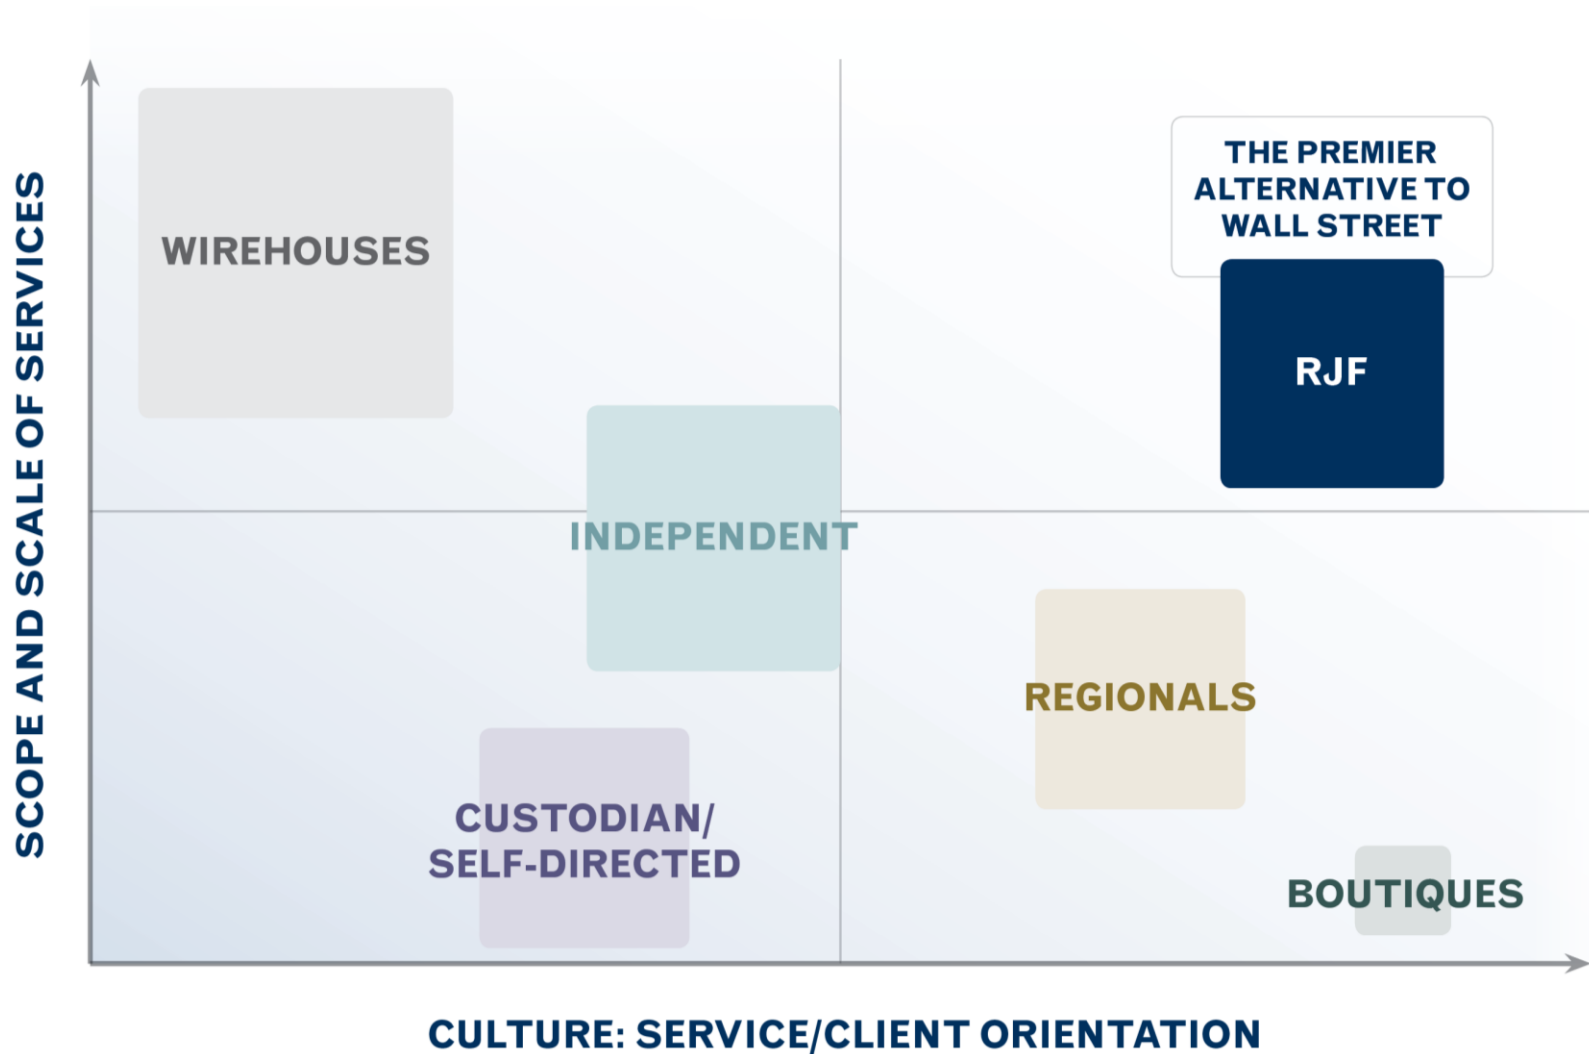 SCOPE AND SCALE OF SERVICES
WIREHOUSES
THE PREMIER
ALTERNATIVE TO
WALL STREET
RJF
INDEPENDENT
REGIONALS
CUSTODIAN/
SELF-DIRECTED
BOUTIQUES
CULTURE: SERVICE/CLIENT ORIENTATION